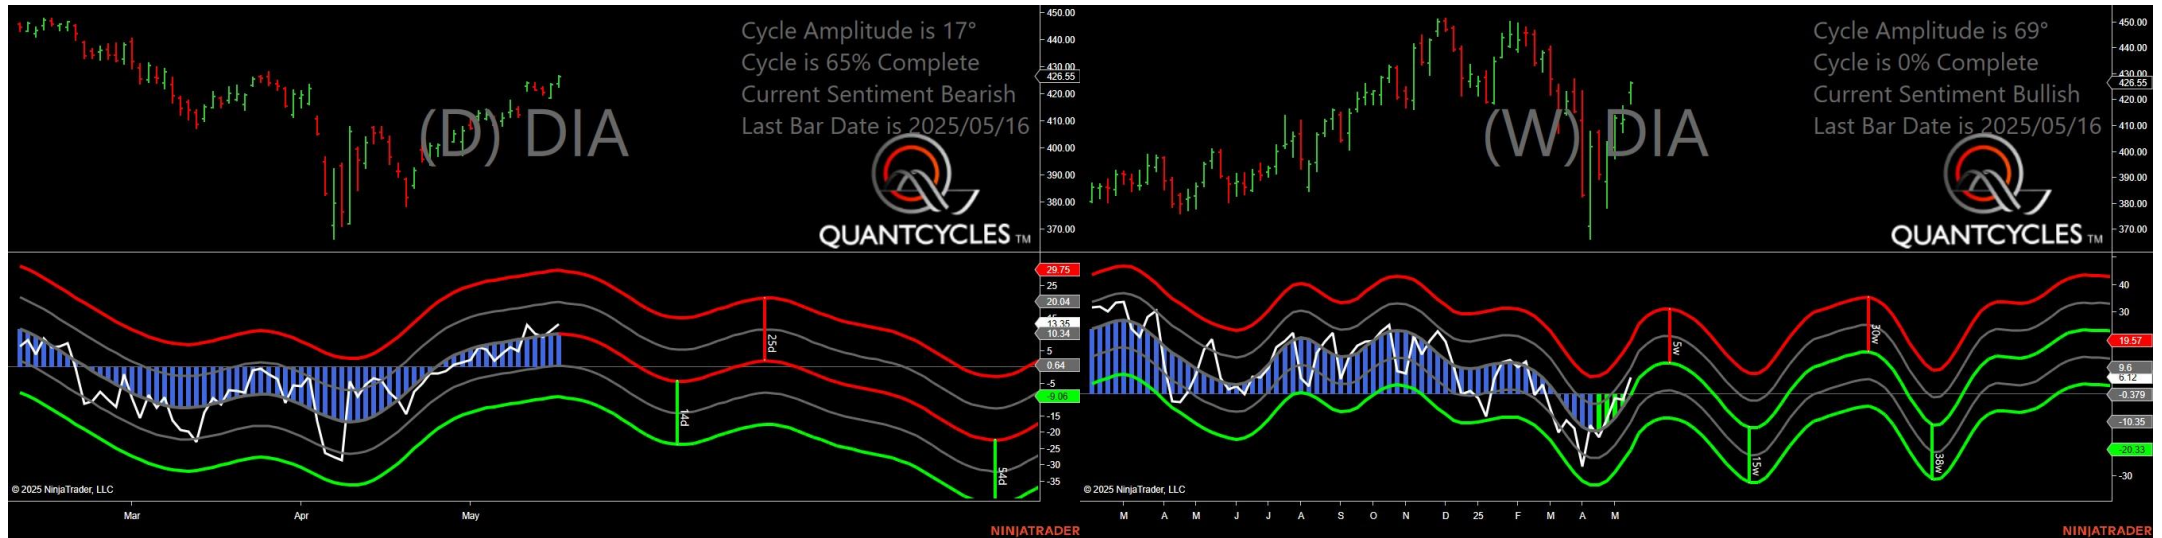 450.00
440.00
430.00
426.55
420.00
410.00
400.00
390.00
380.00
370.00
Cycle Amplitude is 17°
Cycle is 65% Complete
Current Sentiment Bearish
Last Bar Date is 2025/05/16
(D) DIA
QUANTCYCLES TM
29.75
25
20.04
15
13.35
10.34
5
0.64
-5
-9.06
-15
-20
-25
-30
-35
14d
25d
54d
© 2025 NinjaTrader, LLC
Mar
Apr
May
NINJATRADER
450.00
440.00
430.00
426.55
420.00
410.00
400.00
390.00
380.00
370.00
Cycle Amplitude is 69°
Cycle is 0% Complete
Current Sentiment Bullish
Last Bar Date is 2025/05/16
(W) DIA
QUANTCYCLES TM
40
30
19.57
9.6
6.12
-0.379
-10.35
-20.33
-30
5w
15w
30w
38w
© 2025 NinjaTrader, LLC
M A M J J A S O N D 25 F M A M
NINJATRADER